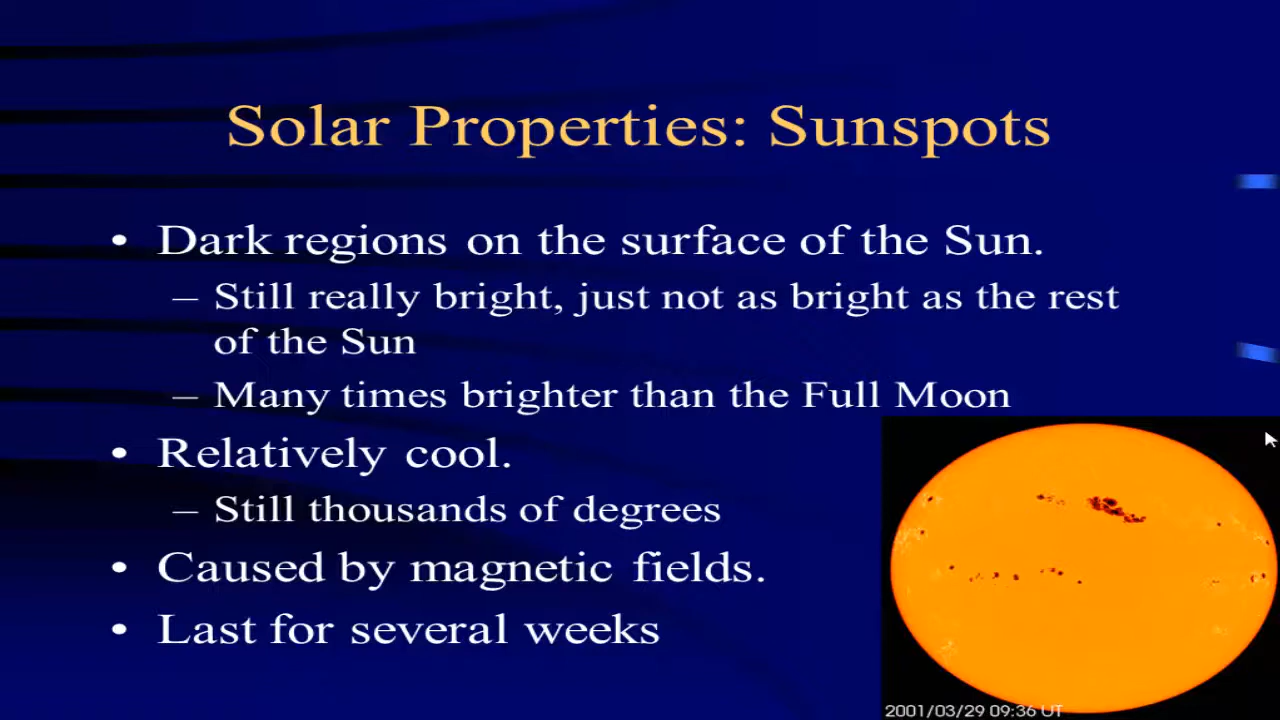 Solar Properties: Sunspots
• Dark regions on the surface of the Sun.
– Still really bright, just not as bright as the rest
of the Sun
– Many times brighter than the Full Moon
• Relatively cool.
– Still thousands of degrees
• Caused by magnetic fields.
• Last for several weeks
2001/03/29 09:36 UT